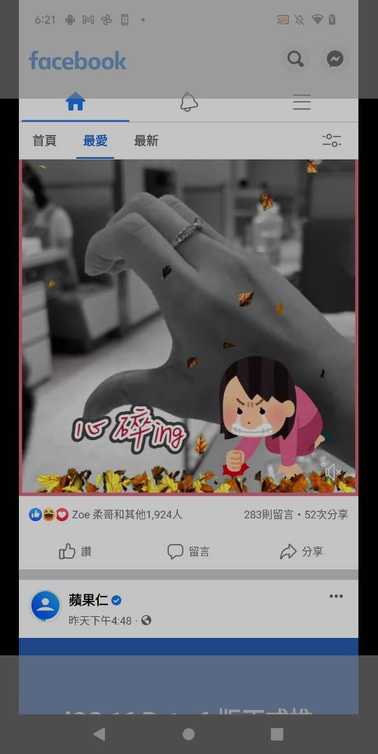 6:21
facebook
首頁
最愛
最新
心碎ing
Zoe 柔哥和其他1,924人
283則留言・52次分享
讚
留言
分享
蘋果仁
昨天下午4:48